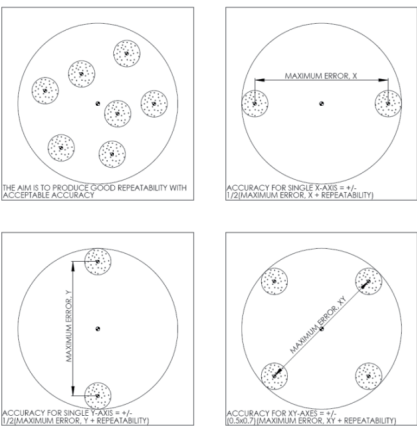 THE AIM IS TO PRODUCE GOOD REPEATABILITY WITH
ACCEPTABLE ACCURACY
MAXIMUM ERROR, X
ACCURACY FOR SINGLE X-AXIS = +/-
1/2(MAXIMUM ERROR, X + REPEATABILITY)
MAXIMUM ERROR, Y
ACCURACY FOR SINGLE Y-AXIS = +/-
1/2(MAXIMUM ERROR, Y + REPEATABILITY)
MAXIMUM ERROR, XY
ACCURACY FOR XY-AXES = +/-
(0.5x0.7)(MAXIMUM ERROR, XY + REPEATABILITY)